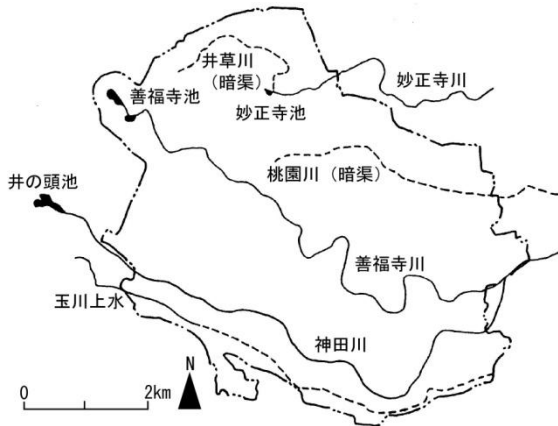 井草川
(暗渠)
妙正寺川
善福寺池
妙正寺池
桃園川(暗渠)
井の頭池
善福寺川
玉川上水
神田川
N
0 2km